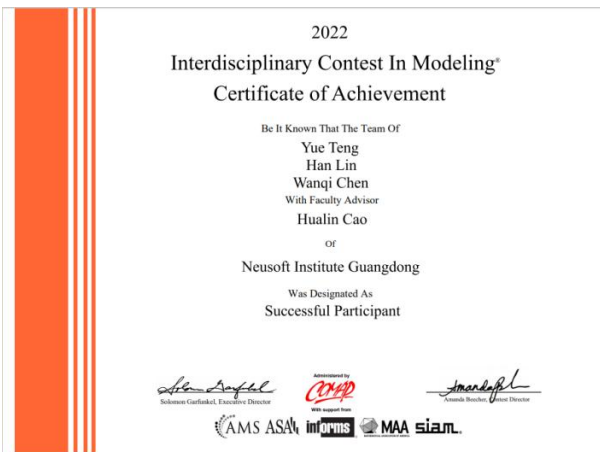 2022
Interdisciplinary Contest In Modeling®
Certificate of Achievement
Be It Known That The Team Of
Yue Teng
Han Lin
Wanqi Chen
With Faculty Advisor
Hualin Cao
Of
Neusoft Institute Guangdong
Was Designated As
Successful Participant
Administered by
COMAP
Solomon Garfunkel, Executive Director
Amanda Beecher, Contest Director
With support from
AMS ASA informs MAA siam.